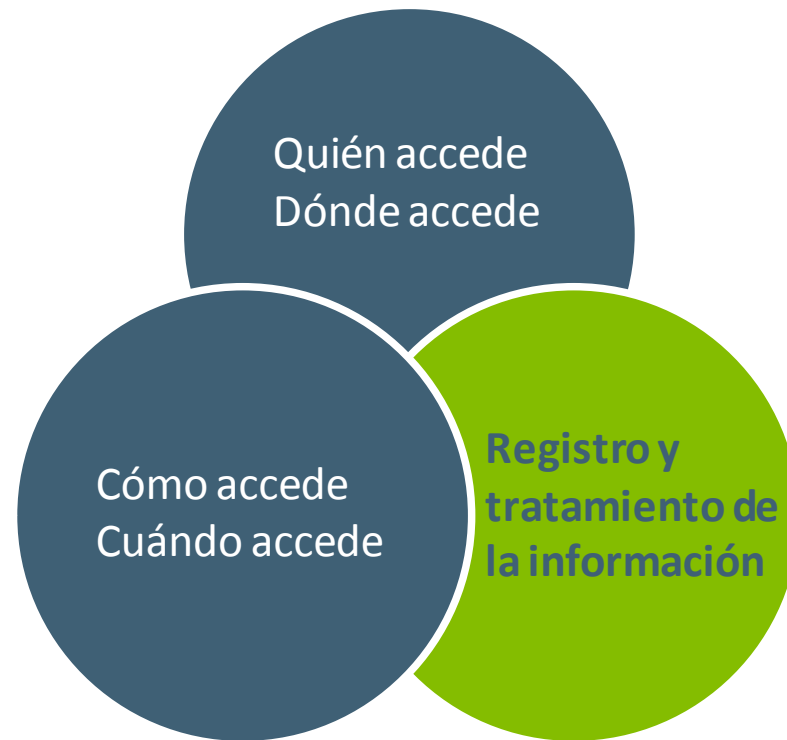 Quién accede
Dónde accede
Cómo accede
Cuándo accede
Registro y
tratamiento de
la información